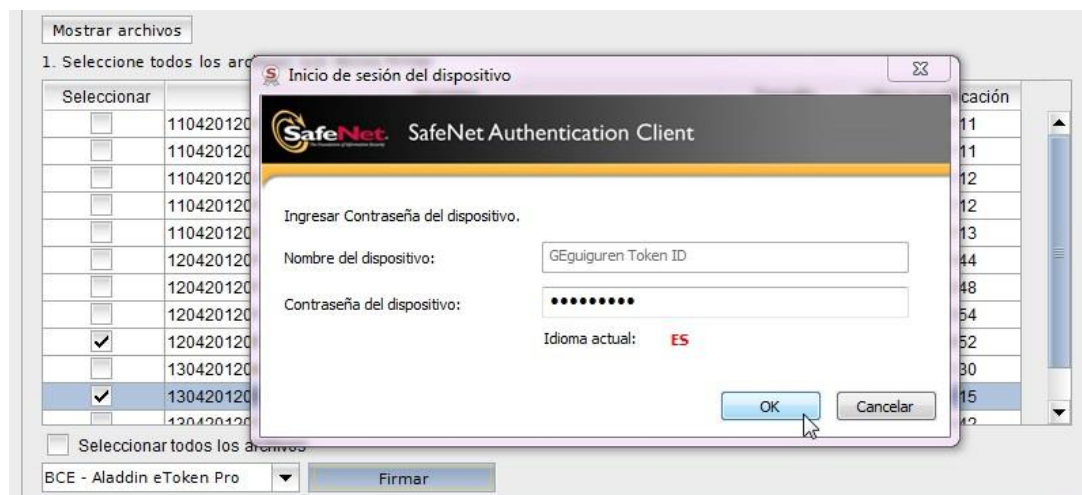 Mostrar archivos
1. Seleccione todos los
Inicio de sesión del dispositivo
Seleccionar
cación
SafeNet. SafeNet Authentication Client
110420120
11
110420120
11
110420120
12
110420120
12
Ingresar Contraseña del dispositivo.
110420120
13
Nombre del dispositivo: GEguiguren Token ID
120420120
44
120420120
48
Contraseña del dispositivo: •••••••••
120420120
54
Idioma actual: ES
120420120
52
130420120
30
130420120
15
OK Cancelar
130420120
42
Seleccionar todos los archivos
BCE - Aladdin eToken Pro Firmar